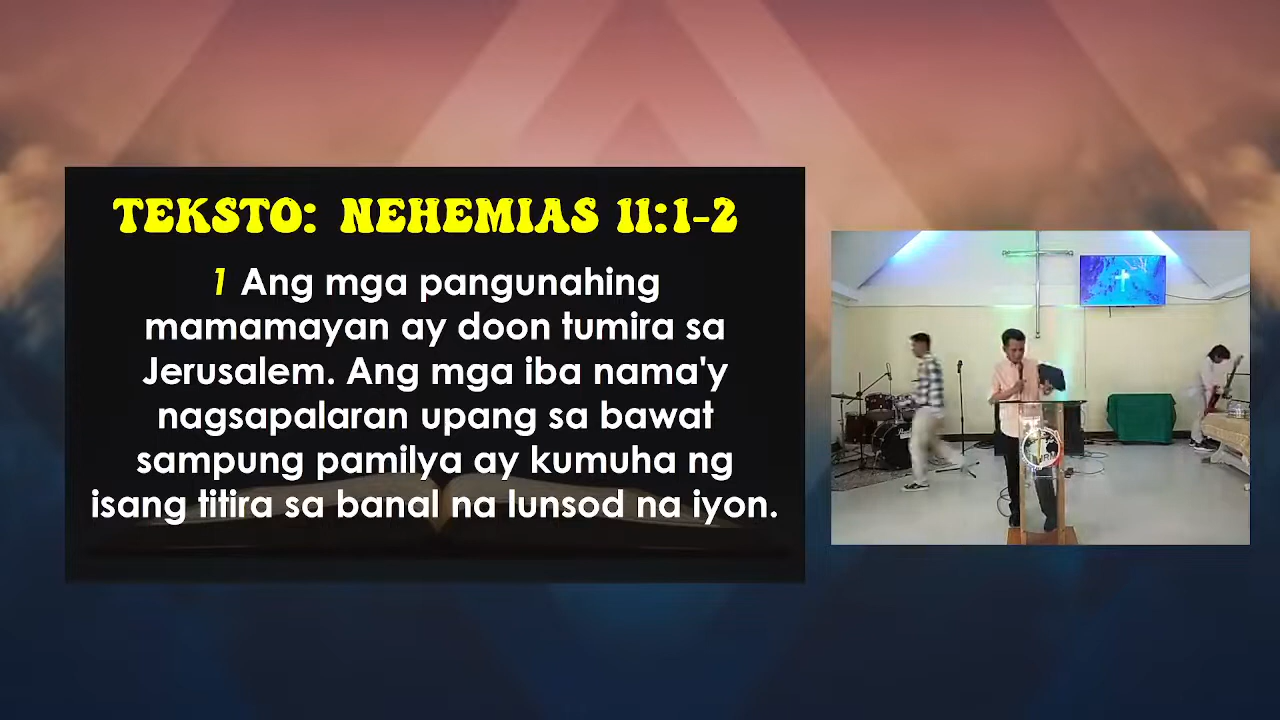 TEKSTO: NEHEMIAS 11:1-2
1 Ang mga pangunahing
mamamayan ay doon tumira sa
Jerusalem. Ang mga iba nama'y
nagsapalaran upang sa bawat
sampung pamilya ay kumuha ng
isang titira sa banal na lunsod na iyon.